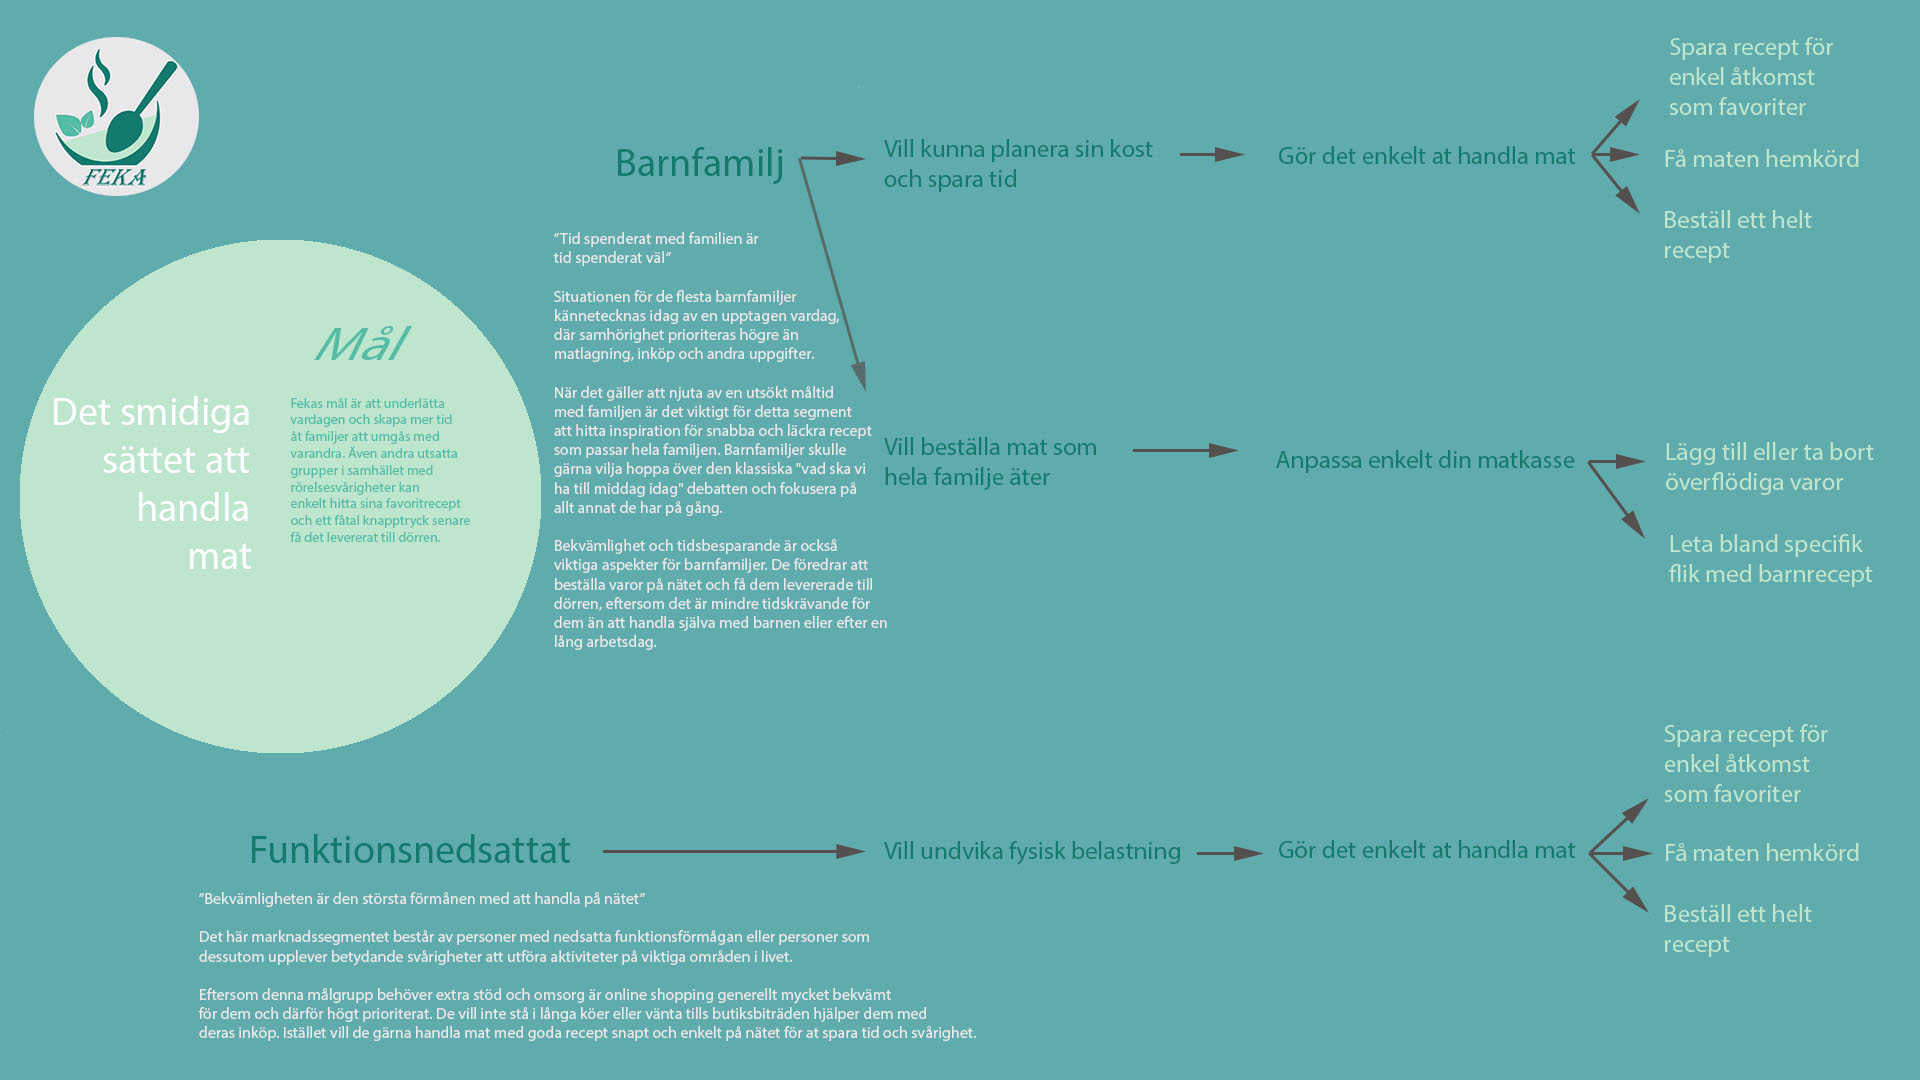 FEKA
Det smidiga
sättet att
handla
mat
Mål
Fekas mål är att underlätta
vardagen och skapa mer tid
åt familjer att umgås med
varandra. Även andra utsatta
grupper i samhället med
rörelsesvårigheter kan
enkelt hitta sina favoritrecept
och ett fåtal knapptryck senare
få det levererat till dörren.
Barnfamilj
"Tid spenderat med familien är
tid spenderat väl"
Situationen för de flesta barnfamiljer
kännetecknas idag av en upptagen vardag,
där samhörighet prioriteras högre än
matlagning, inköp och andra uppgifter.
När det gäller att njuta av en utsökt måltid
med familjen är det viktigt för detta segment
att hitta inspiration för snabba och läckra recept
som passar hela familjen. Barnfamiljer skulle
gärna vilja hoppa över den klassiska "vad ska vi
ha till middag idag" debatten och fokusera på
allt annat de har på gång.
Bekvämlighet och tidsbesparande är också
viktiga aspekter för barnfamiljer. De föredrar att
beställa varor på nätet och få dem levererade till
dörren, eftersom det är mindre tidskrävande för
dem än att handla själva med barnen eller efter en
lång arbetsdag.
Vill kunna planera sin kost
och spara tid
Gör det enkelt at handla mat
Spara recept för
enkel åtkomst
som favoriter
Få maten hemkörd
Beställ ett helt
recept
Vill beställa mat som
hela familje äter
Anpassa enkelt din matkasse
Lägg till eller ta bort
överflödiga varor
Leta bland specifik
flik med barnrecept
Funktionsnedsattat
"Bekvämligheten är den största förmånen med att handla på nätet"
Det här marknadssegmentet består av personer med nedsatta funktionsförmågan eller personer som
dessutom upplever betydande svårigheter att utföra aktiviteter på viktiga områden i livet.
Eftersom denna målgrupp behöver extra stöd och omsorg är online shopping generellt mycket bekvämt
för dem och därför högt prioriterat. De vill inte stå i långa köer eller vänta tills butiksbiträden hjälper dem med
deras inköp. Istället vill de gärna handla mat med goda recept snapt och enkelt på nätet för at spara tid och svårighet.
Vill undvika fysisk belastning
Gör det enkelt at handla mat
Spara recept för
enkel åtkomst
som favoriter
Få maten hemkörd
Beställ ett helt
recept